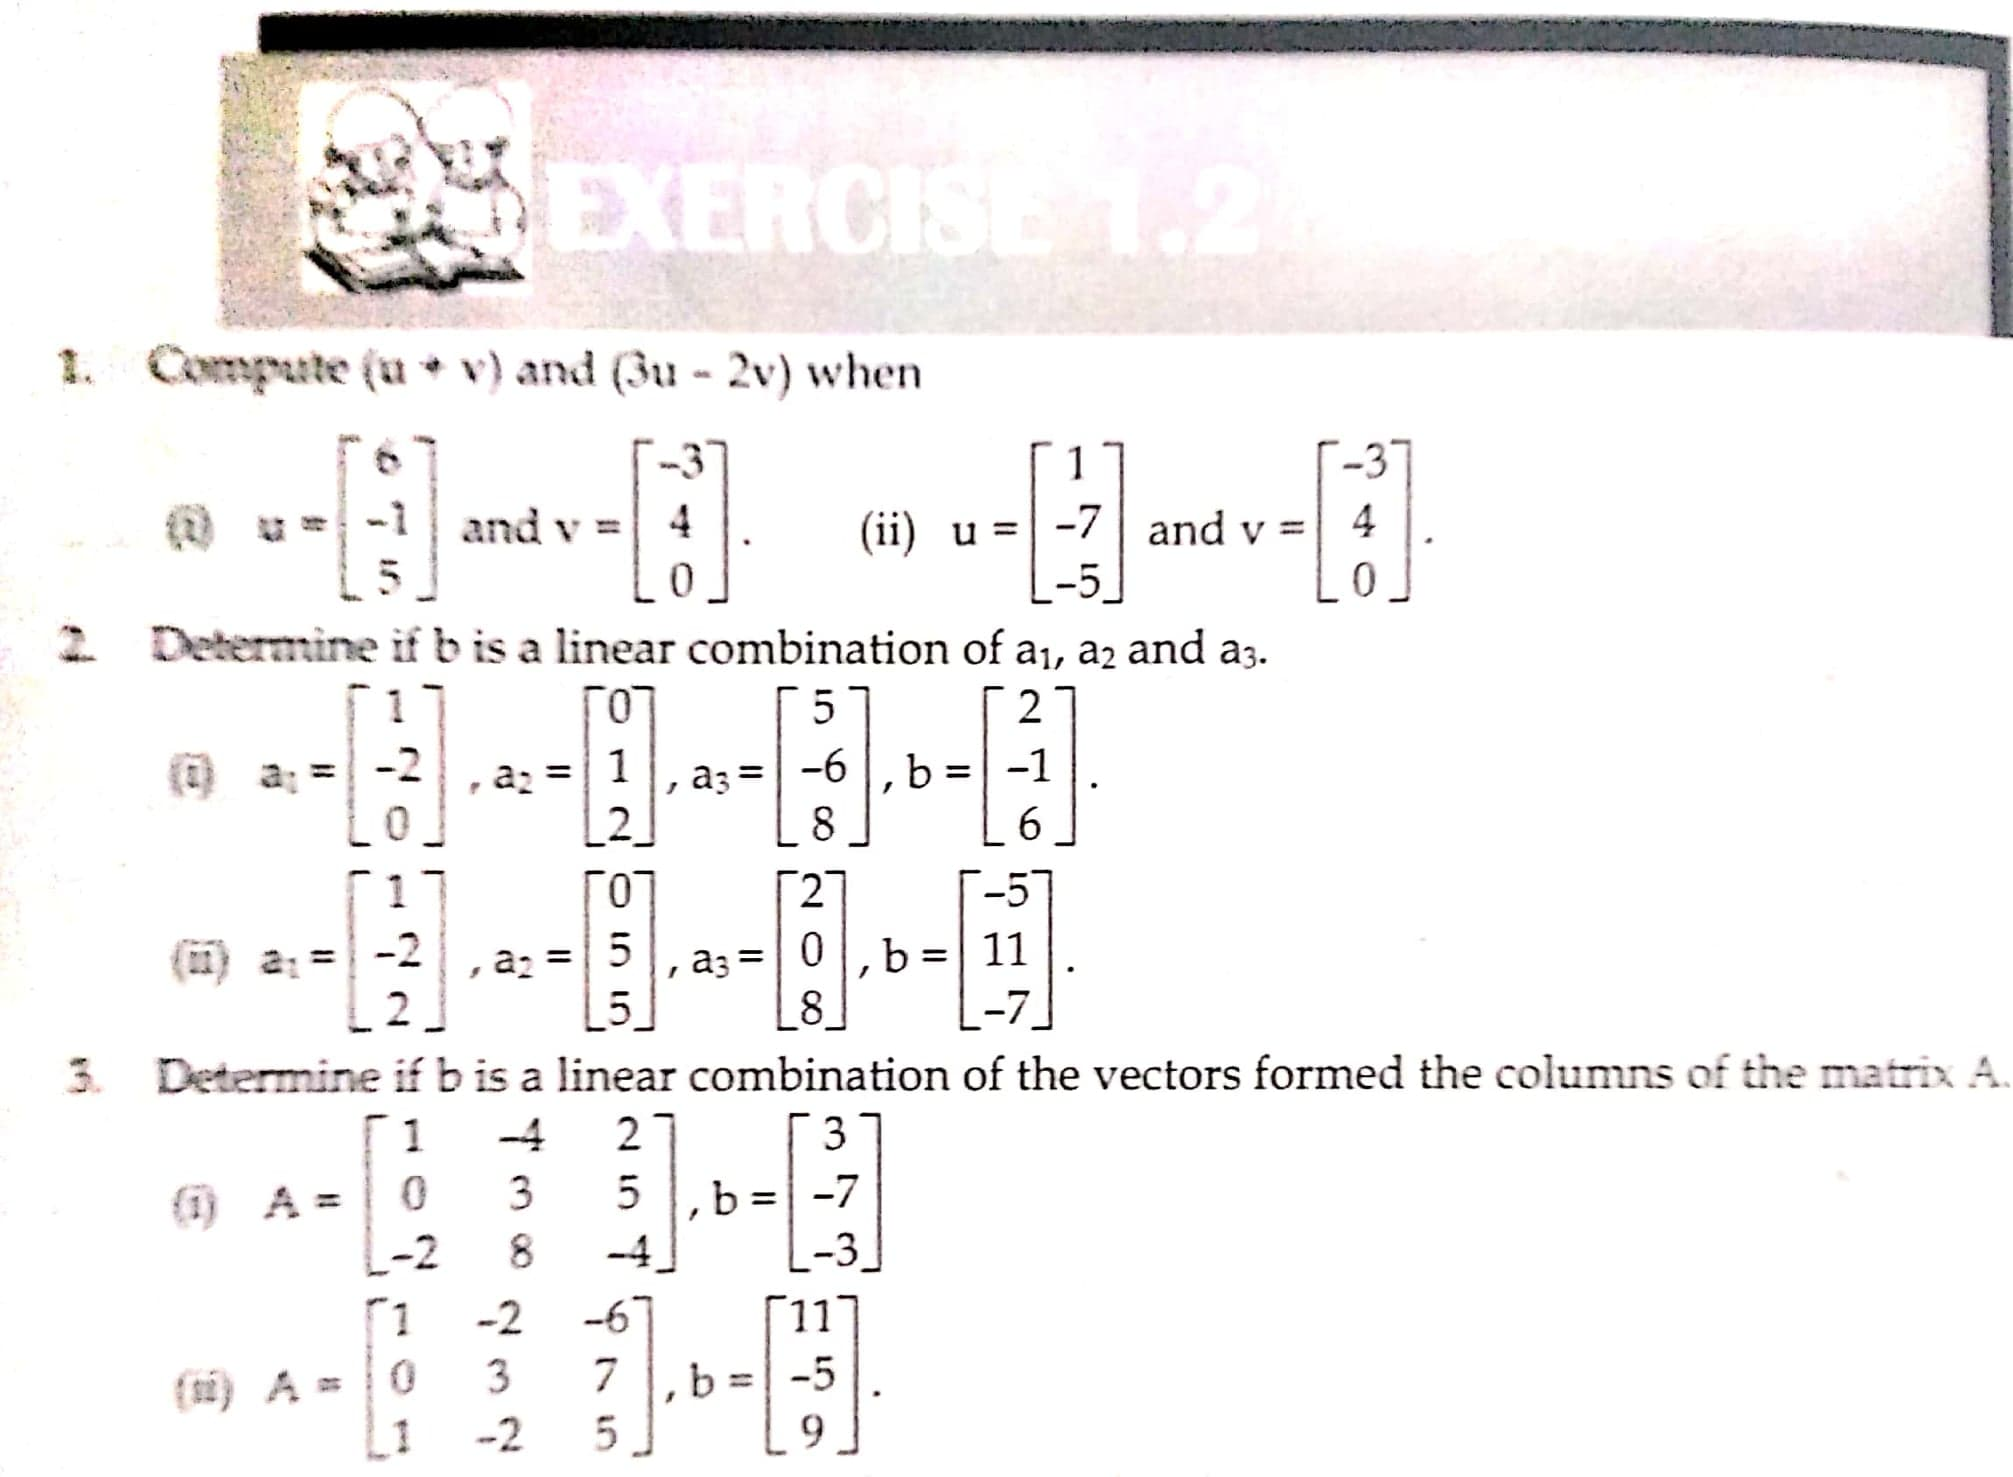 EXERCISE 1.2
1. Compute (u + v) and (3u - 2v) when
(i) u = [6 -1 5] and v = [-3 4 0]. (ii) u = [1 -7 -5] and v = [-3 4 0].
2. Determine if b is a linear combination of a₁, a₂ and a₃.
(i) a₁ = [1 -2 0], a₂ = [0 1 2], a₃ = [5 -6 8], b = [2 -1 6].
(ii) a₁ = [1 -2 2], a₂ = [0 5 5], a₃ = [2 0 8], b = [-5 11 -7].
3. Determine if b is a linear combination of the vectors formed the columns of the matrix A.
(i) A = [1 -4 2
0 3 5
-2 8 -4], b = [3 -7 -3]
(ii) A = [1 -2 -6
0 3 7
1 -2 5], b = [11 -5 9].